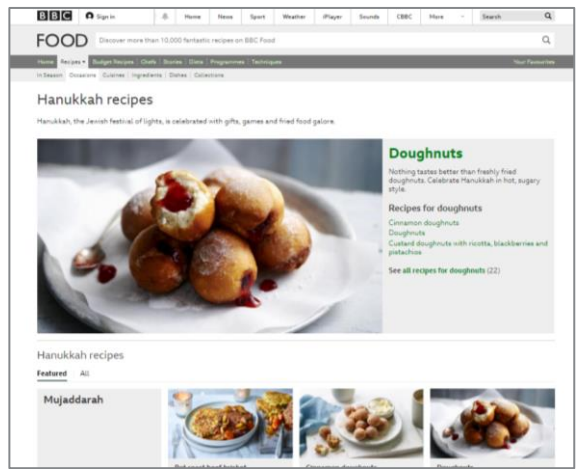 BBC Sign in Home News Sport Weather iPlayer Sounds CBBC More Search
FOOD Discover more than 10,000 fantastic recipes on BBC Food
Home Recipes Budget Recipes Chefs Stories Diets Programmes Techniques Your Favourites
In Season Occasions Cuisines Ingredients Dishes Collections
Hanukkah recipes
Hanukkah, the Jewish festival of lights, is celebrated with gifts, games and fried food galore.
Doughnuts
Nothing tastes better than freshly fried
doughnuts. Celebrate Hanukkah in hot, sugary
style.
Recipes for doughnuts
Cinnamon doughnuts
Doughnuts
Custard doughnuts with ricotta, blackberries and
pistachios
See all recipes for doughnuts (22)
Hanukkah recipes
Featured All
Mujaddarah